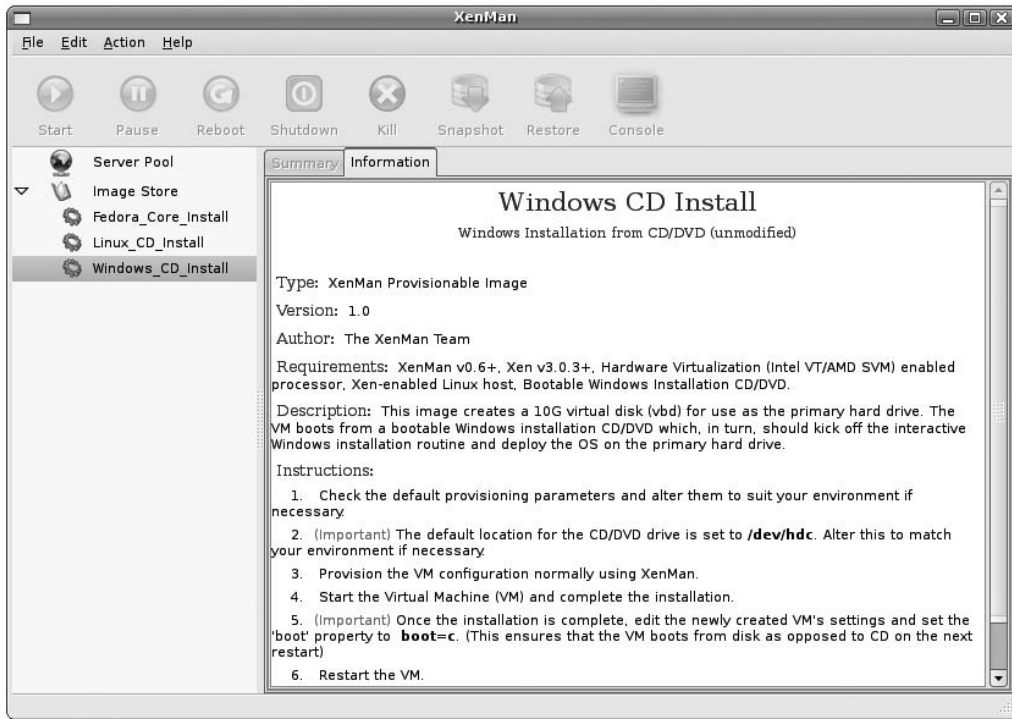 XenMan
File Edit Action Help
Start Pause Reboot Shutdown Kill Snapshot Restore Console
Server Pool
Image Store
Fedora_Core_Install
Linux_CD_Install
Windows_CD_Install
Summary Information
Windows CD Install
Windows Installation from CD/DVD (unmodified)
Type: XenMan Provisionable Image
Version: 1.0
Author: The XenMan Team
Requirements: XenMan v0.6+, Xen v3.0.3+, Hardware Virtualization (Intel VT/AMD SVM) enabled
processor, Xen-enabled Linux host, Bootable Windows Installation CD/DVD.
Description: This image creates a 10G virtual disk (vbd) for use as the primary hard drive. The
VM boots from a bootable Windows installation CD/DVD which, in turn, should kick off the interactive
Windows installation routine and deploy the OS on the primary hard drive.
Instructions:
1. Check the default provisioning parameters and alter them to suit your environment if
necessary.
2. (Important) The default location for the CD/DVD drive is set to /dev/hdc. Alter this to match
your environment if necessary.
3. Provision the VM configuration normally using XenMan.
4. Start the Virtual Machine (VM) and complete the installation.
5. (Important) Once the installation is complete, edit the newly created VM's settings and set the
'boot' property to boot=c. (This ensures that the VM boots from disk as opposed to CD on the next
restart)
6. Restart the VM.